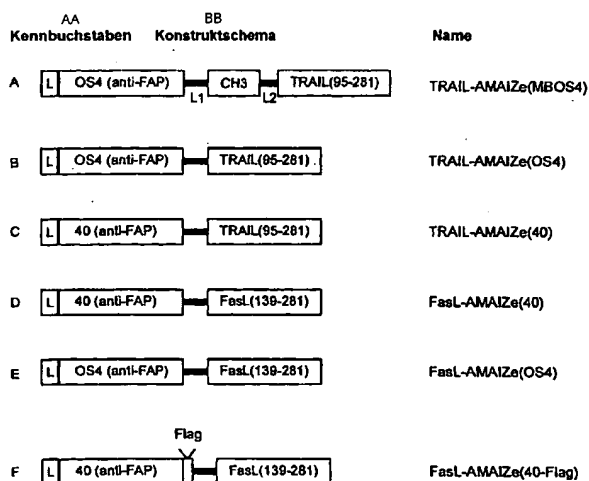 AA BB
Kennbuchstaben Konstruktschema Name
A L OS4 (anti-FAP) L1 CH3 L2 TRAIL(95-281) TRAIL-AMAIZe(MBOS4)
B L OS4 (anti-FAP) TRAIL(95-281) TRAIL-AMAIZe(OS4)
C L 40 (anti-FAP) TRAIL(95-281) TRAIL-AMAIZe(40)
D L 40 (anti-FAP) FasL(139-281) FasL-AMAIZe(40)
E L OS4 (anti-FAP) FasL(139-281) FasL-AMAIZe(OS4)
Flag
F L 40 (anti-FAP) FasL(139-281) FasL-AMAIZe(40-Flag)